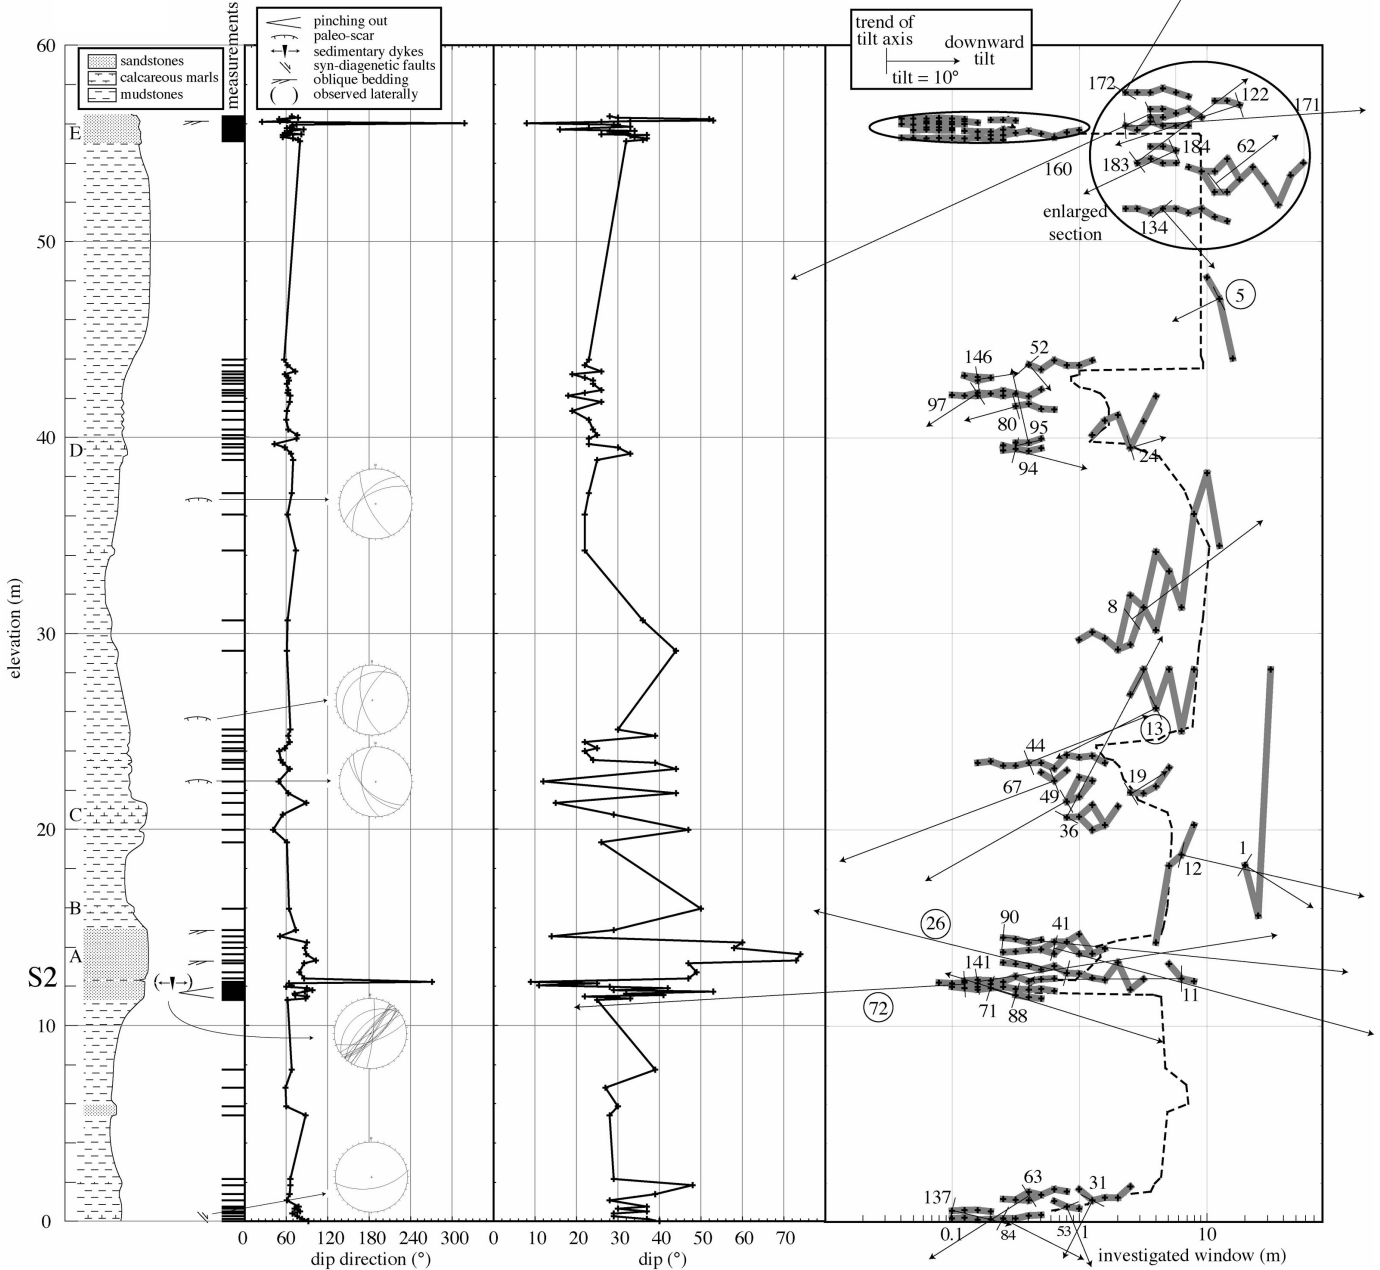 measurements
pinching out
paleo-scar
sedimentary dykes
syn-diagenetic faults
oblique bedding
( ) observed laterally
sandstones
calcareous marls
mudstones
trend of
tilt axis
downward
tilt
tilt = 10°
60
50
40
30
20
10
0
elevation (m)
E
D
C
B
A
S2
( )
172
122
171
184
62
183
160
enlarged
section
134
5
146
52
97
80
95
94
24
8
13
44
67
49
19
36
1
12
90
26
41
141
11
72
71
88
63
31
137
84
53
0 60 120 180 240 300
dip direction (°)
10 20 30 40 50 60 70
dip (°)
0.1 1 10
investigated window (m)